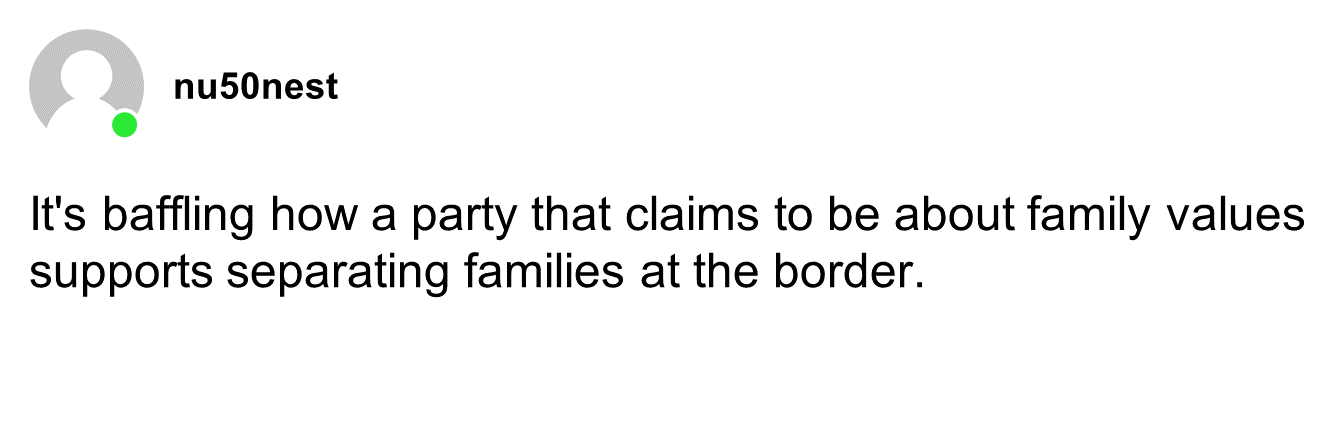 nu50nest
It's baffling how a party that claims to be about family values
supports separating families at the border.